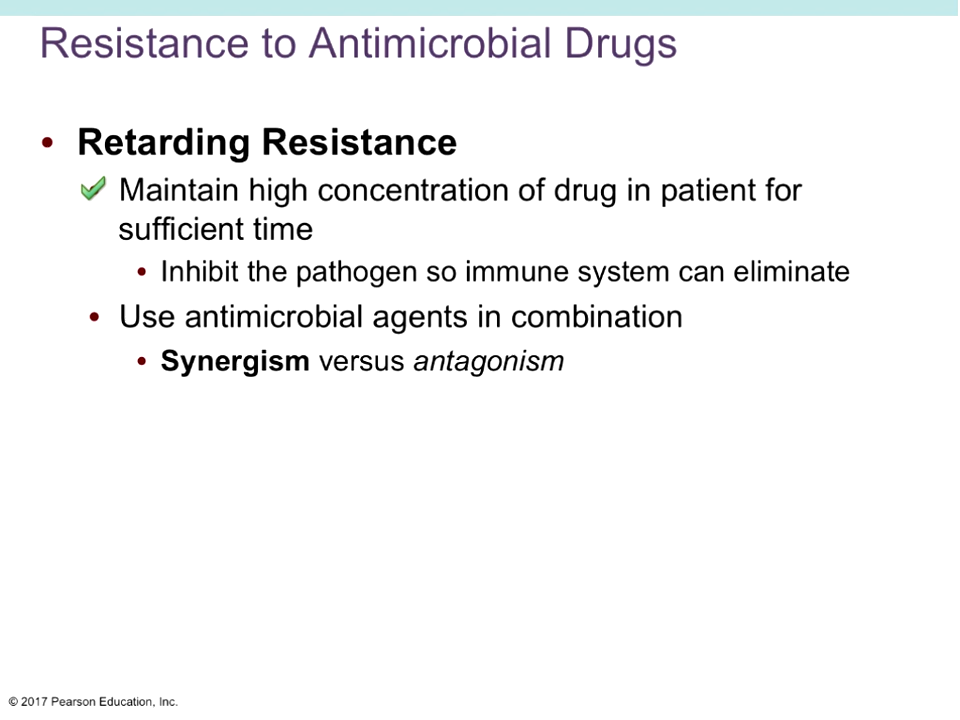 Resistance to Antimicrobial Drugs
• Retarding Resistance
Maintain high concentration of drug in patient for
sufficient time
• Inhibit the pathogen so immune system can eliminate
• Use antimicrobial agents in combination
• Synergism versus antagonism
© 2017 Pearson Education, Inc.